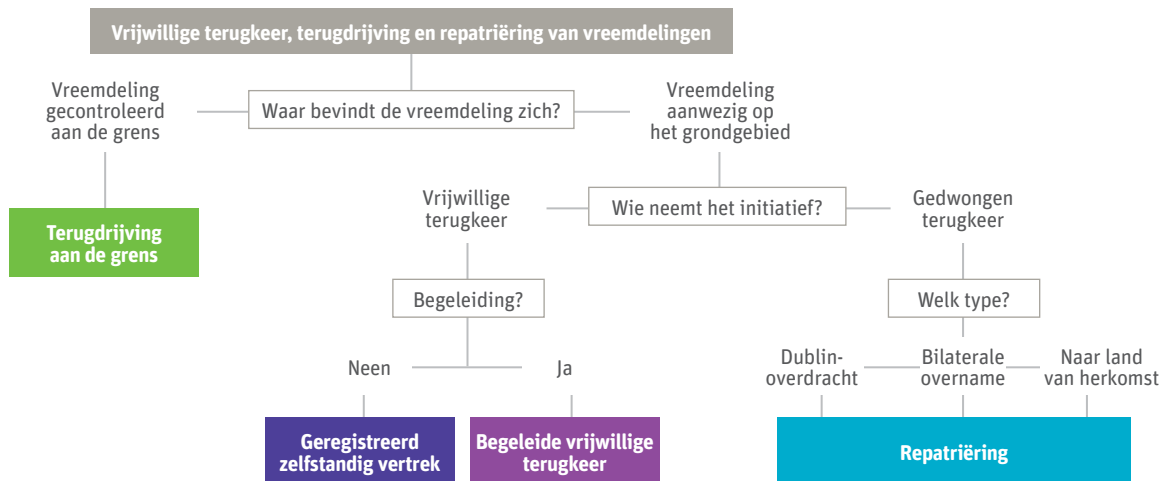 Vrijwillige terugkeer, terugdrijving en repatriëring van vreemdelingen
Vreemdeling
gecontroleerd
aan de grens
Waar bevindt de vreemdeling zich?
Vreemdeling
aanwezig op
het grondgebied
Terugdrijving
aan de grens
Vrijwillige
terugkeer
Wie neemt het initiatief?
Gedwongen
terugkeer
Begeleiding?
Welk type?
Neen
Ja
Dublin-
overdracht
Bilaterale
overname
Naar land
van herkomst
Geregistreerd
zelfstandig vertrek
Begeleide vrijwillige
terugkeer
Repatriëring